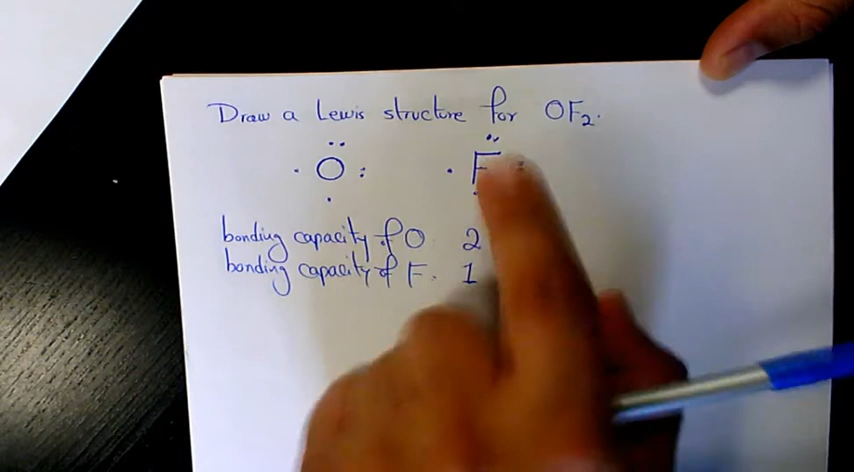 Draw a Lewis structure for OF₂.
O F
bonding capacity of O 2
bonding capacity of F. 1